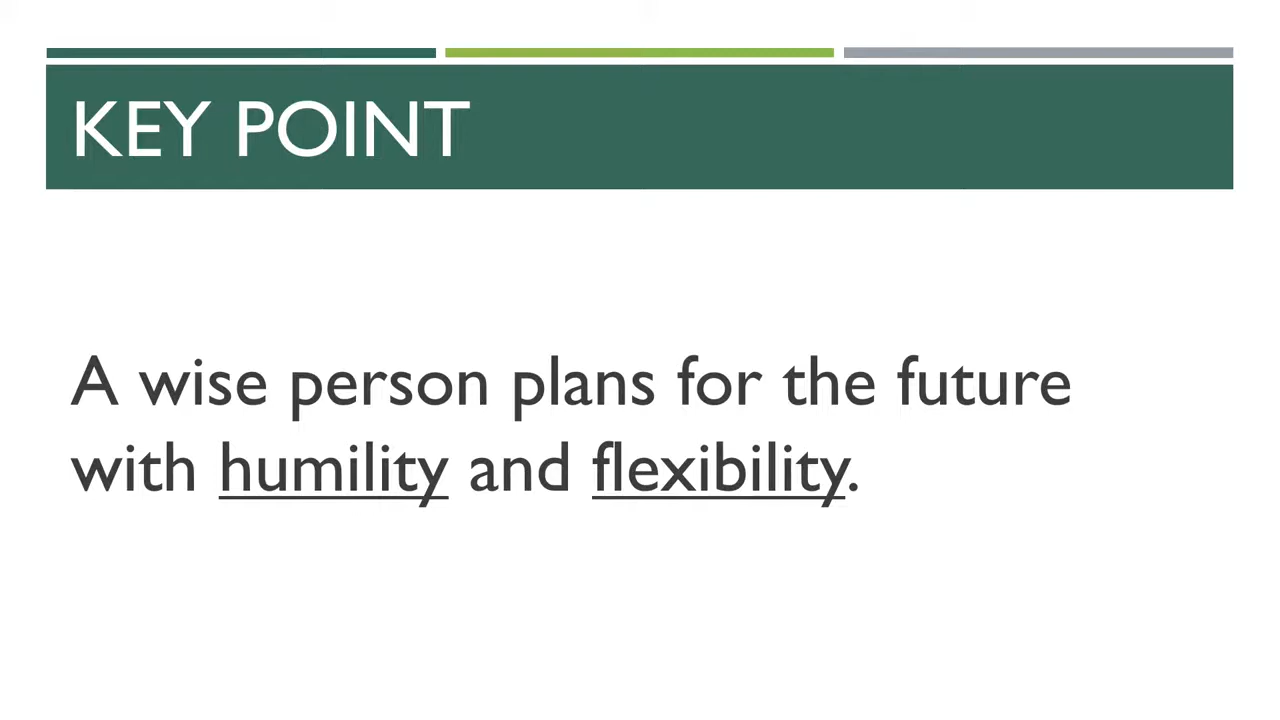 KEY POINT
A wise person plans for the future
with humility and flexibility.